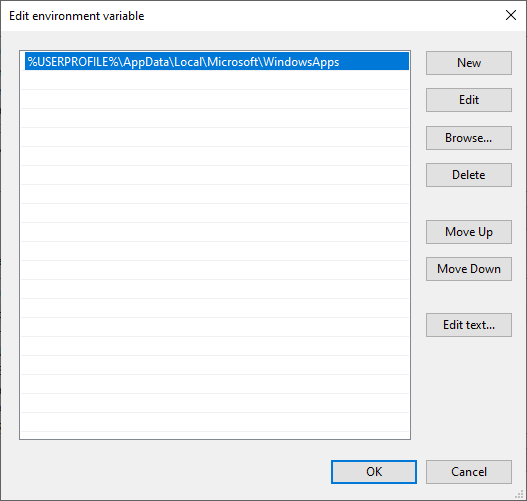 Edit environment variable
%USERPROFILE%\AppData\Local\Microsoft\WindowsApps
New
Edit
Browse...
Delete
Move Up
Move Down
Edit text...
OK
Cancel